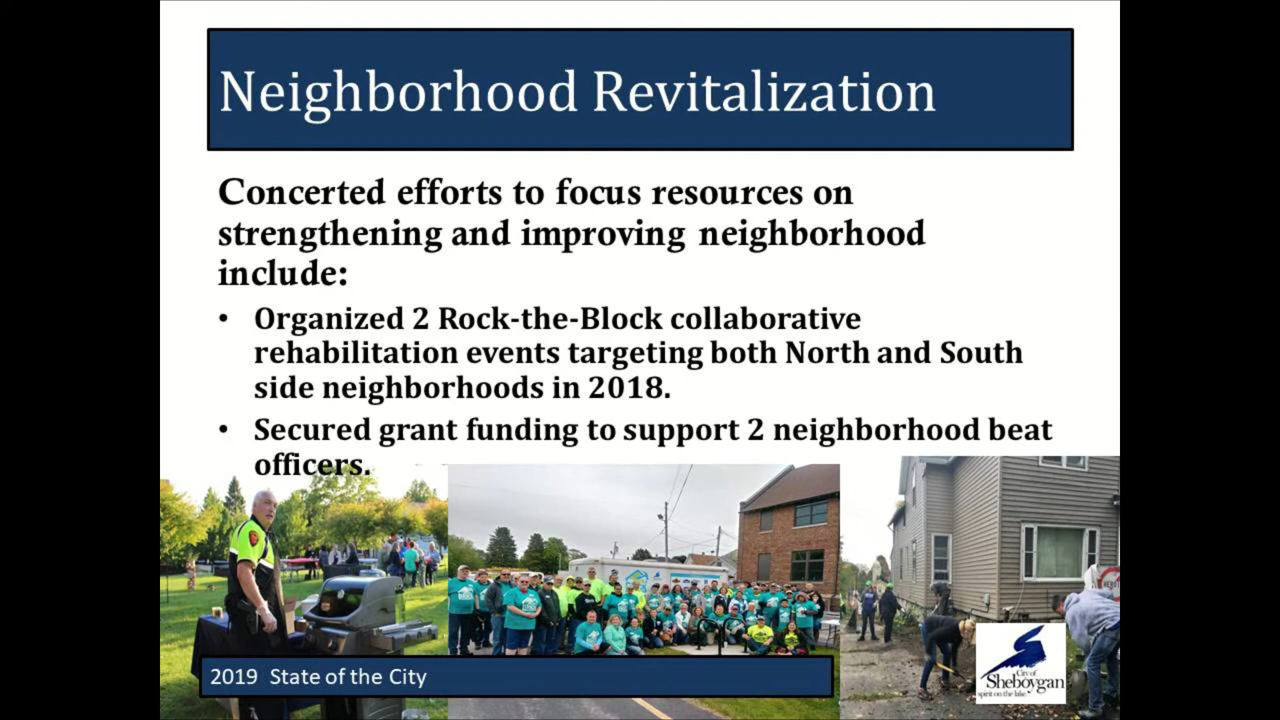 Neighborhood Revitalization
Concerted efforts to focus resources on
strengthening and improving neighborhood
include:
• Organized 2 Rock-the-Block collaborative
rehabilitation events targeting both North and South
side neighborhoods in 2018.
• Secured grant funding to support 2 neighborhood beat
officers.
2019 State of the City
City of
Sheboygan
spirit on the lake